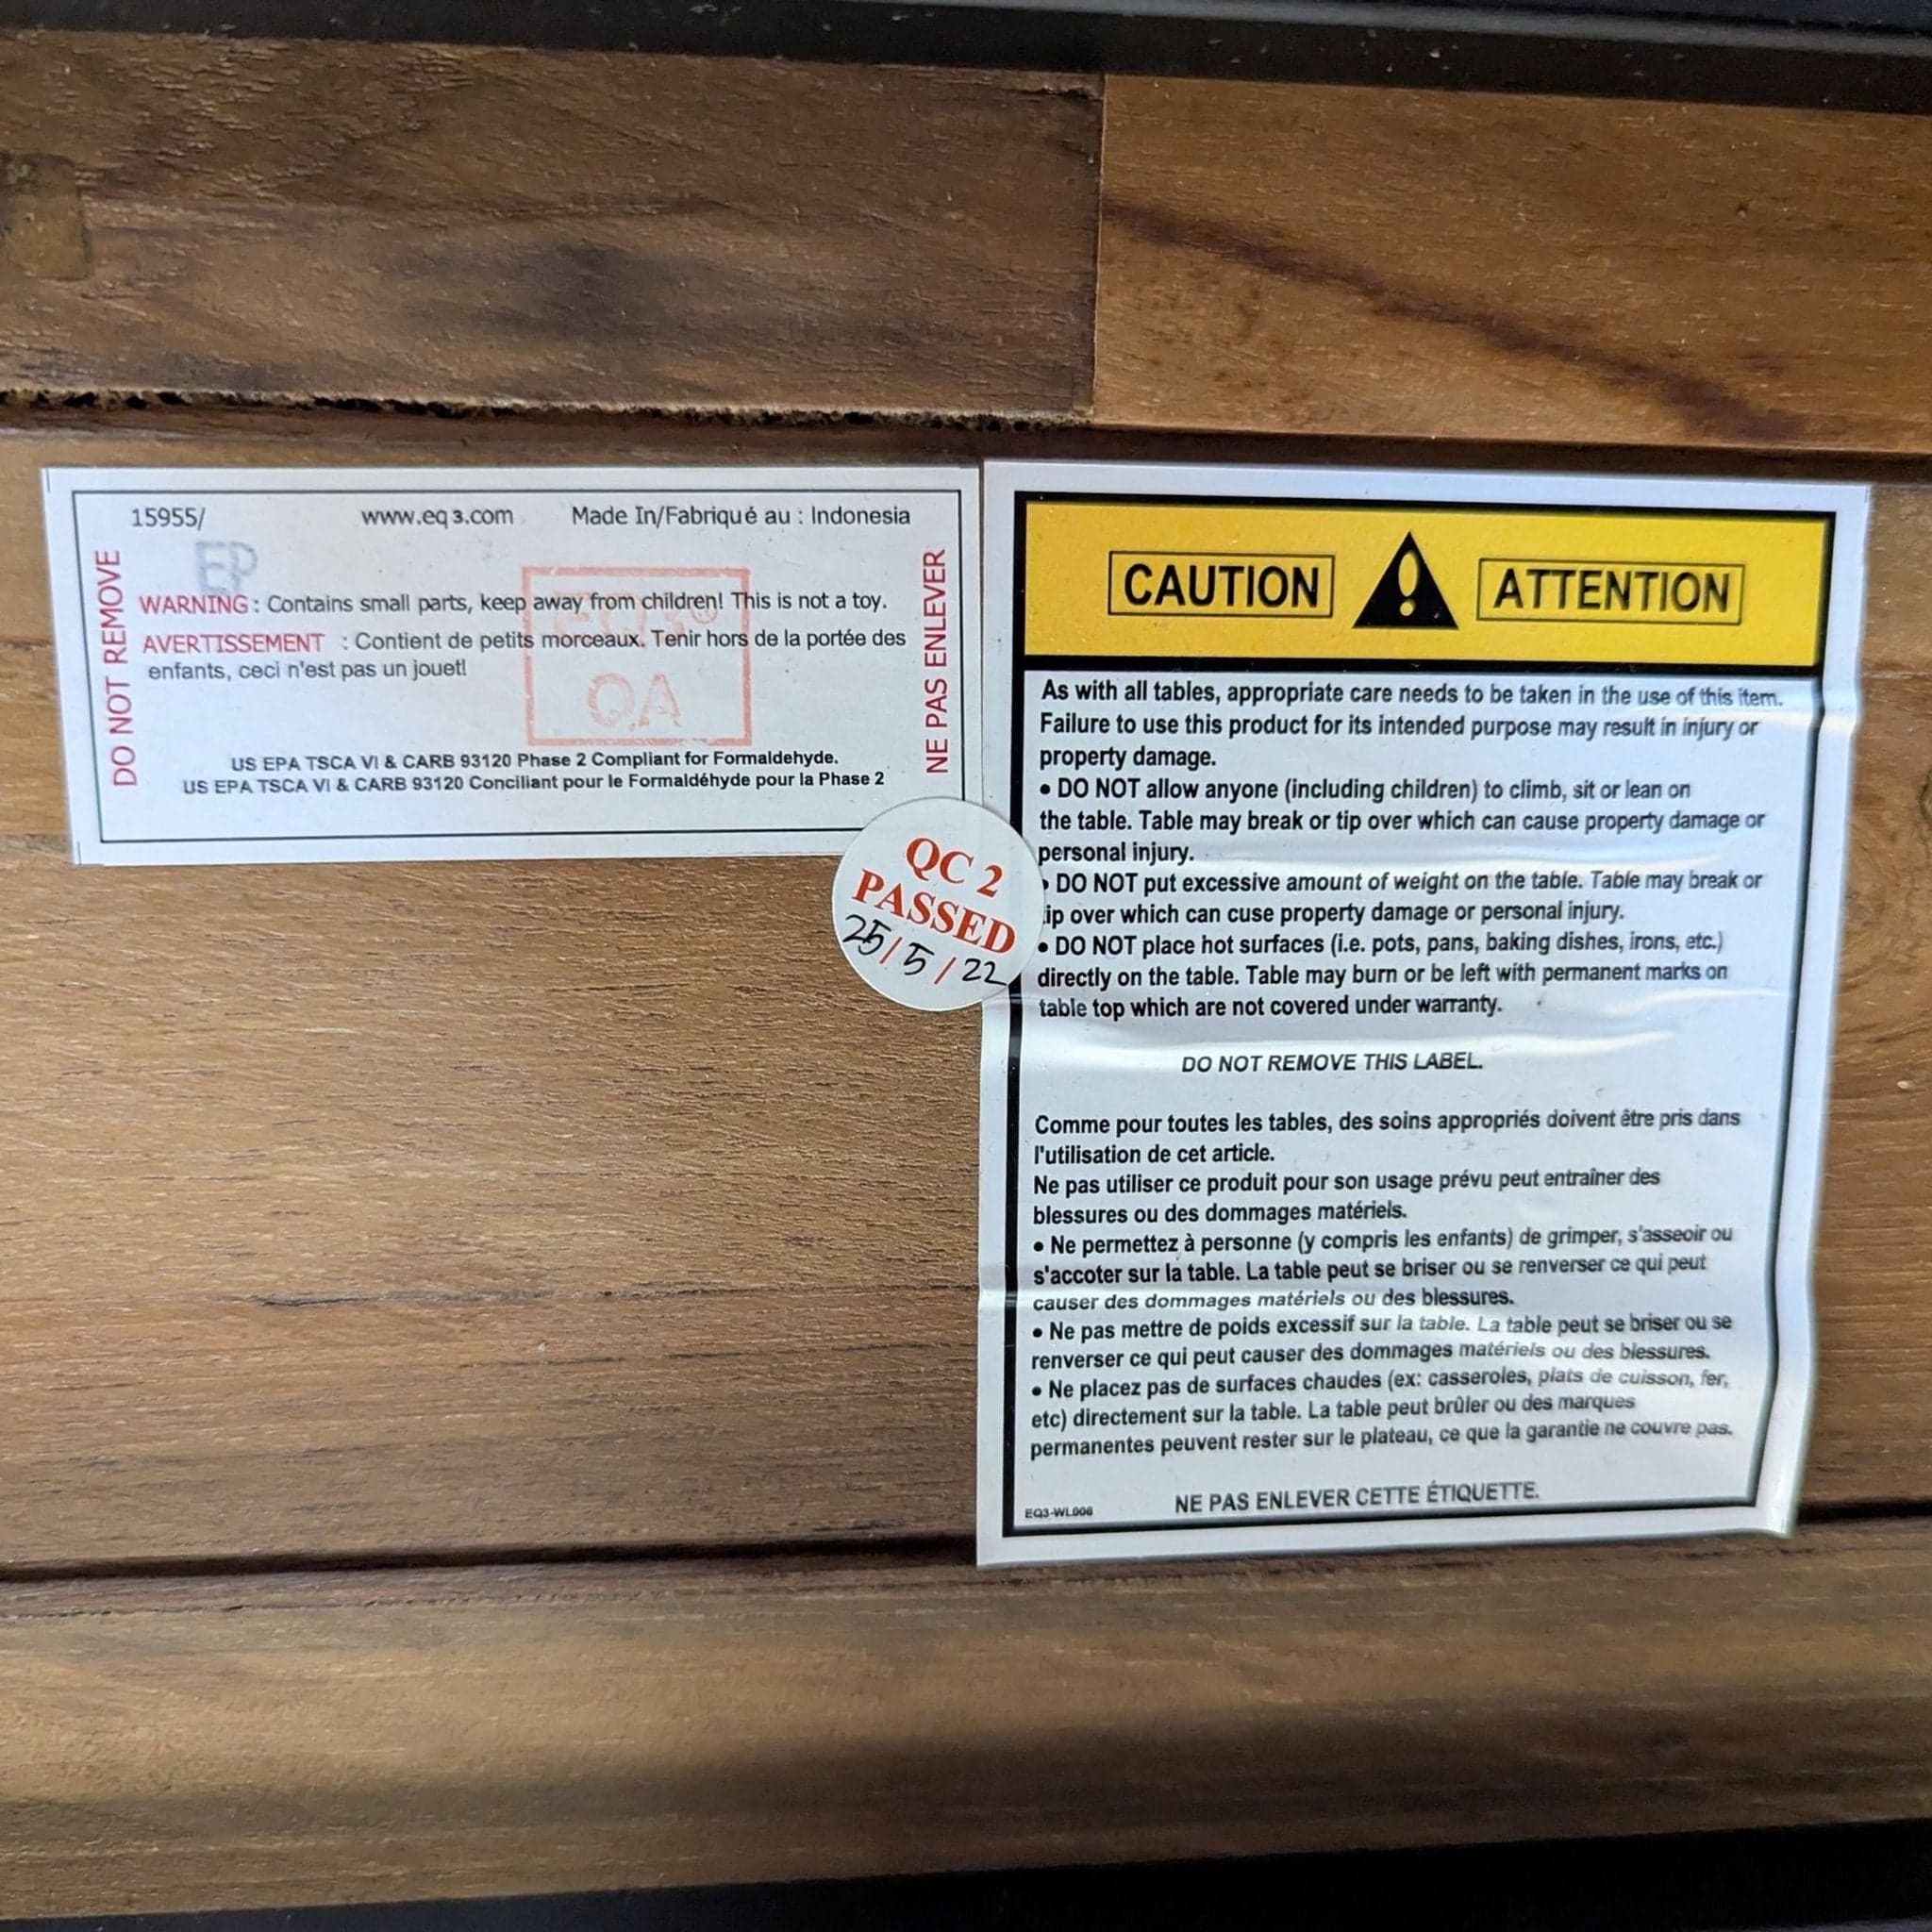 15955/ www.eq3.com Made In/Fabriqué au : Indonesia
EP
DO NOT REMOVE
WARNING : Contains small parts, keep away from children! This is not a toy.
AVERTISSEMENT : Contient de petits morceaux. Tenir hors de la portée des
enfants, ceci n'est pas un jouet!
EQ3®
QA
NE PAS ENLEVER
US EPA TSCA VI & CARB 93120 Phase 2 Compliant for Formaldehyde.
US EPA TSCA VI & CARB 93120 Conciliant pour le Formaldéhyde pour la Phase 2
QC 2
PASSED
25/5/22
CAUTION ! ATTENTION
As with all tables, appropriate care needs to be taken in the use of this item.
Failure to use this product for its intended purpose may result in injury or
property damage.
• DO NOT allow anyone (including children) to climb, sit or lean on
the table. Table may break or tip over which can cause property damage or
personal injury.
• DO NOT put excessive amount of weight on the table. Table may break or
ip over which can cuse property damage or personal injury.
• DO NOT place hot surfaces (i.e. pots, pans, baking dishes, irons, etc.)
directly on the table. Table may burn or be left with permanent marks on
table top which are not covered under warranty.
DO NOT REMOVE THIS LABEL.
Comme pour toutes les tables, des soins appropriés doivent être pris dans
l'utilisation de cet article.
Ne pas utiliser ce produit pour son usage prévu peut entraîner des
blessures ou des dommages matériels.
• Ne permettez à personne (y compris les enfants) de grimper, s'asseoir ou
s'accoter sur la table. La table peut se briser ou se renverser ce qui peut
causer des dommages matériels ou des blessures.
• Ne pas mettre de poids excessif sur la table. La table peut se briser ou se
renverser ce qui peut causer des dommages matériels ou des blessures.
• Ne placez pas de surfaces chaudes (ex: casseroles, plats de cuisson, fer,
etc) directement sur la table. La table peut brûler ou des marques
permanentes peuvent rester sur le plateau, ce que la garantie ne couvre pas.
NE PAS ENLEVER CETTE ÉTIQUETTE.
EQ3-WL006